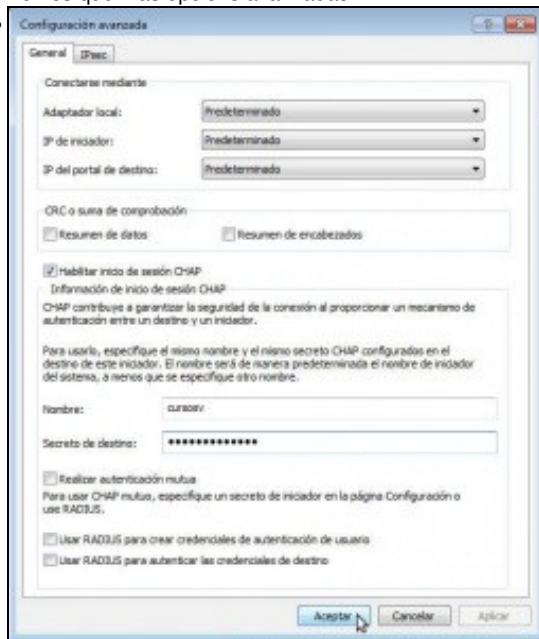 Configuración avanzada
General IPsec
Conectarse mediante
Adaptador local: Predeterminado
IP de iniciador: Predeterminado
IP del portal de destino: Predeterminado
CRC o suma de comprobación
Resumen de datos Resumen de encabezados
Habilitar inicio de sesión CHAP
Información de inicio de sesión CHAP
CHAP contribuye a garantizar la seguridad de la conexión al proporcionar un mecanismo de
autenticación entre un destino y un iniciador.
Para usarlo, especifique el mismo nombre y el mismo secreto CHAP configurados en el
destino de este iniciador. El nombre será de manera predeterminada el nombre de iniciador
del sistema, a menos que se especifique otro nombre.
Nombre:
Secreto de destino: •••••••••••••
Realizar autenticación mutua
Para usar CHAP mutuo, especifique un secreto de iniciador en la página Configuración o
use RADIUS.
Usar RADIUS para crear credenciales de autenticación de usuario
Usar RADIUS para autenticar las credenciales de destino
Aceptar Cancelar Aplicar